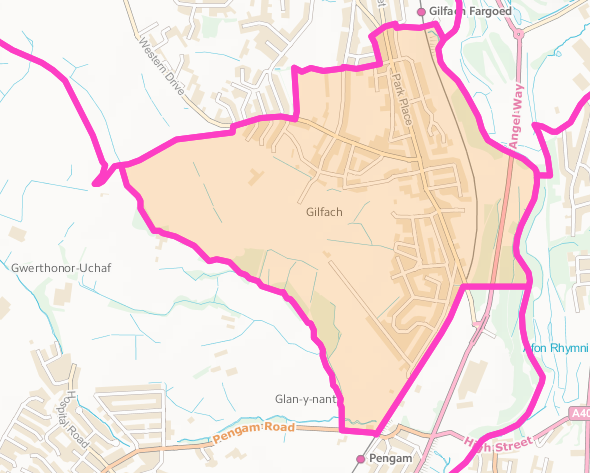 Gilfach Fargoed
Western Drive
Park Place
Angel Way
Gilfach
Gwerthonor-Uchaf
Afon Rhymni
Glan-y-nant
Hospital Road
Pengam Road
High Street
A40
Pengam